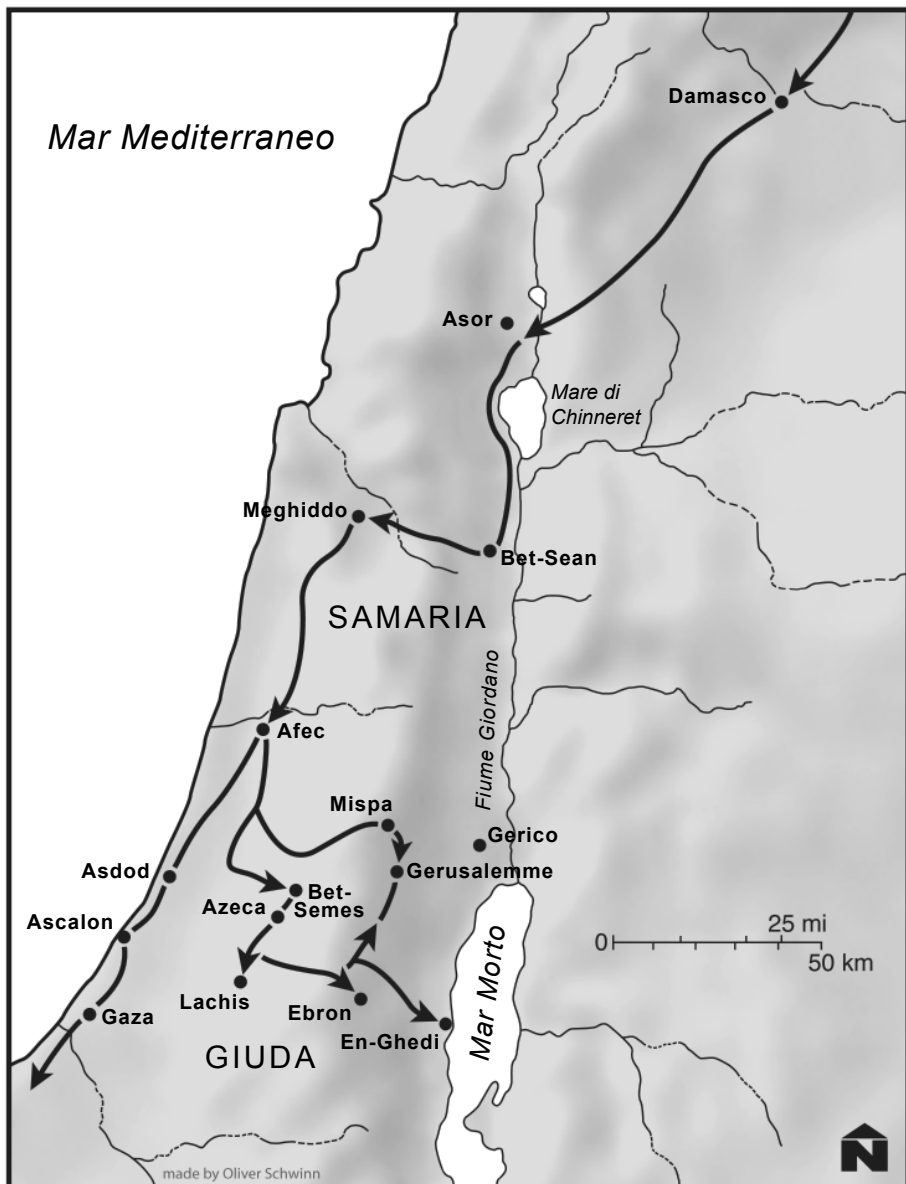 Damasco
Mar Mediterraneo
Asor
Mare di
Chinneret
Meghiddo
Bet-Sean
SAMARIA
Fiume Giordano
Afec
Mispa
Gerico
Asdod
Gerusalemme
Bet-
Semes
Azeca
Ascalon
25 mi
0
50 km
Lachis
Ebron
Gaza
En-Ghedi
Mar Morto
GIUDA
N
made by Oliver Schwinn